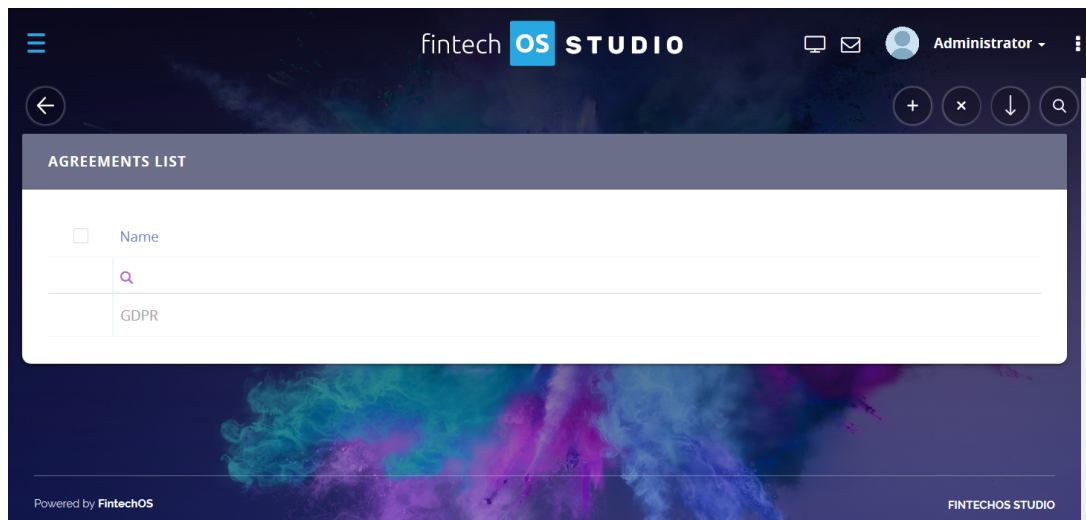 fintech OS STUDIO
Administrator
AGREEMENTS LIST
Name
GDPR
Powered by FintechOS
FINTECHOS STUDIO